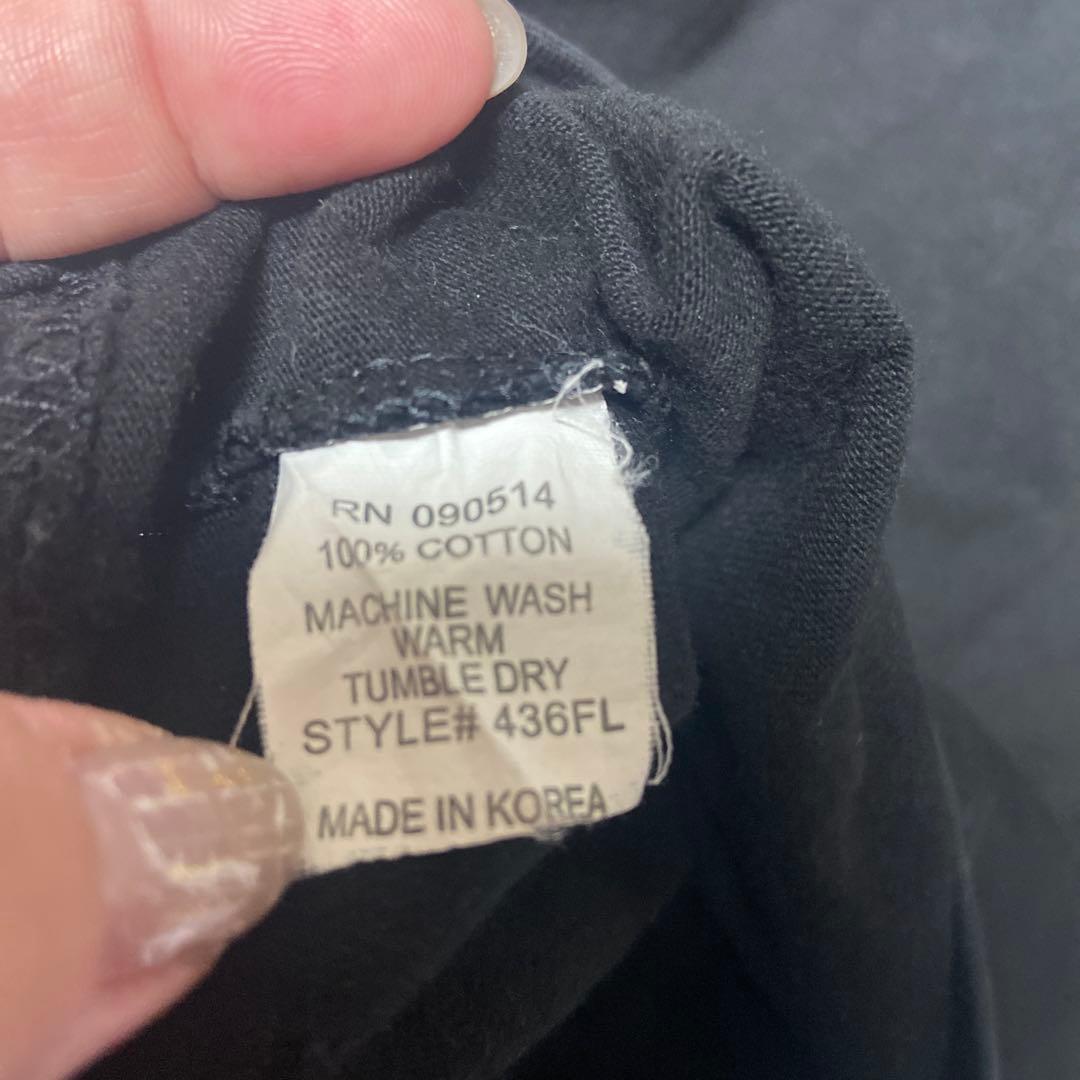 RN 090514
100% COTTON
MACHINE WASH
WARM
TUMBLE DRY
STYLE# 436FL
MADE IN KOREA